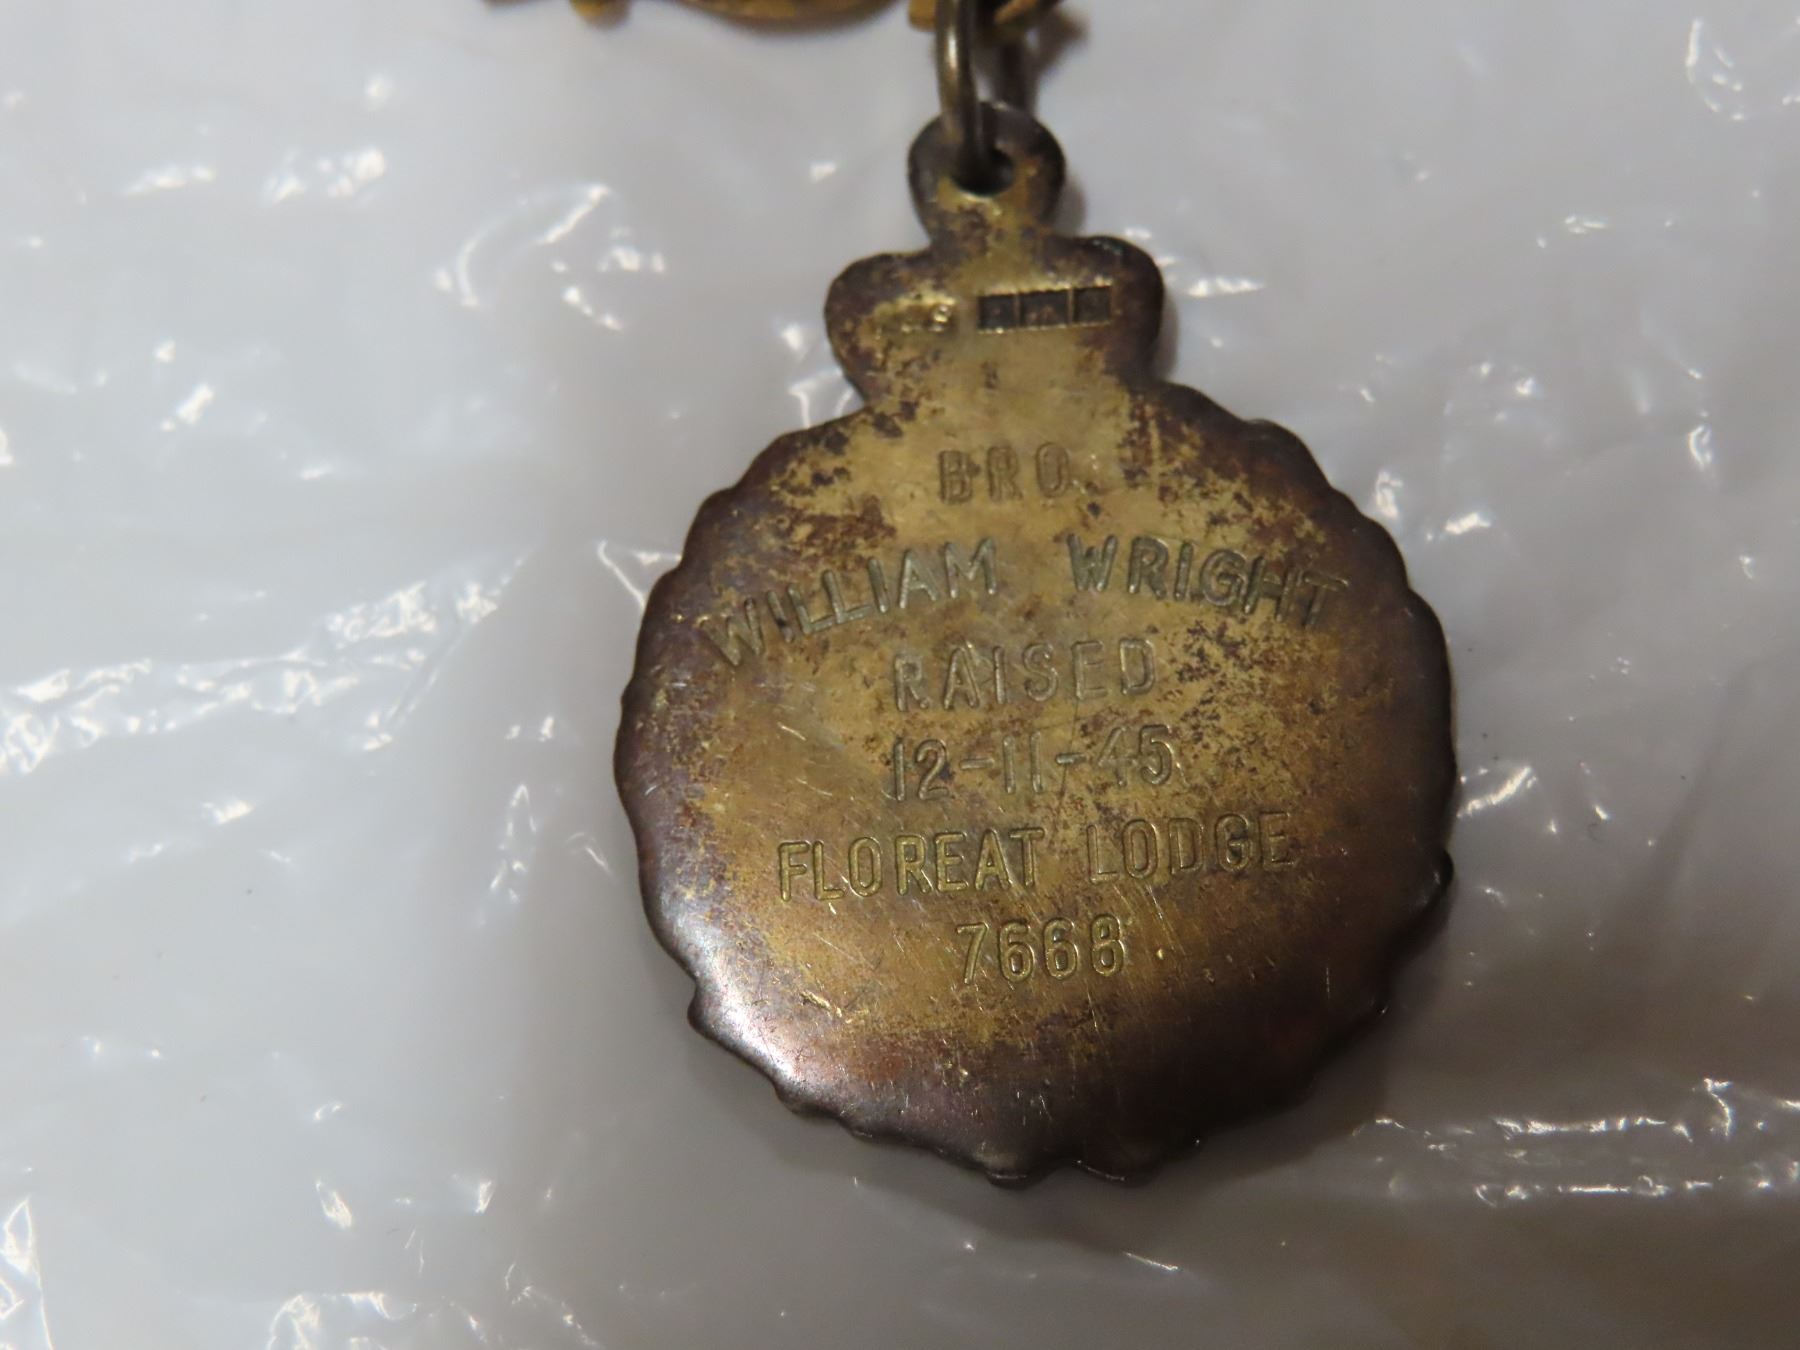 BRO.
WILLIAM WRIGHT
RAISED
12-11-45
FLOREAT LODGE
7668